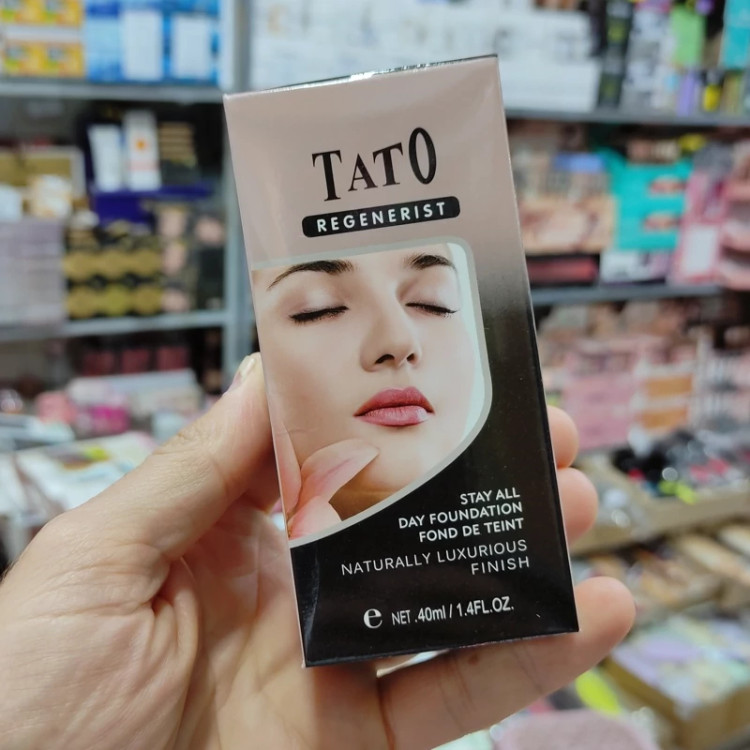 TATO
REGENERIST
STAY ALL
DAY FOUNDATION
FOND DE TEINT
NATURALLY LUXURIOUS
FINISH
e NET .40ml / 1.4FL.OZ.